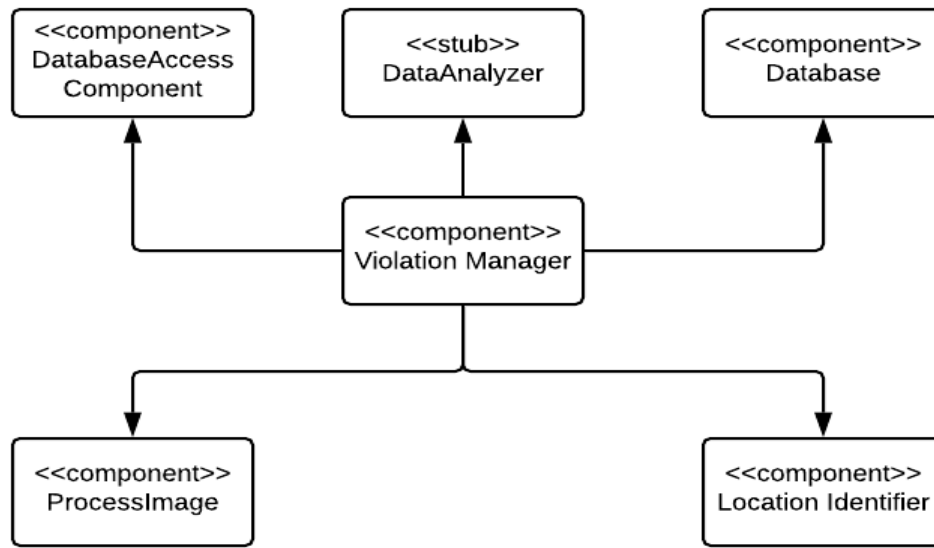 <<component>>
DatabaseAccess
Component
<<stub>>
DataAnalyzer
<<component>>
Database
<<component>>
Violation Manager
<<component>>
ProcessImage
<<component>>
Location Identifier